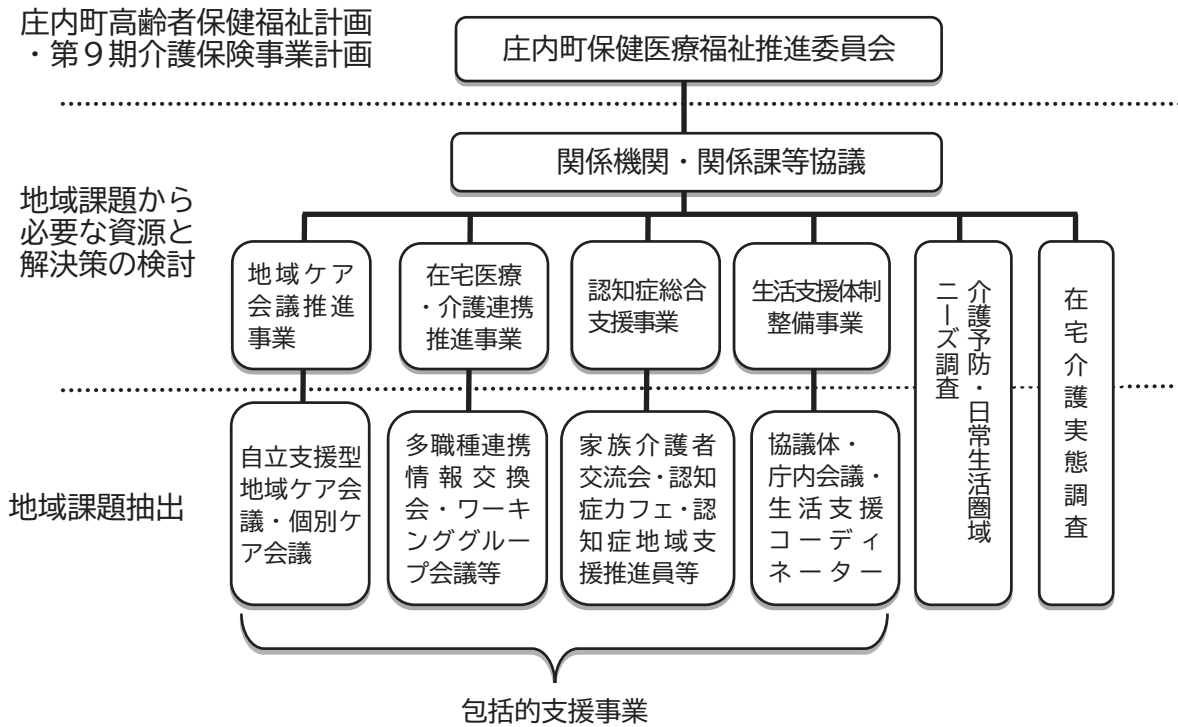 庄内町高齢者保健福祉計画
・第９期介護保険事業計画
庄内町保健医療福祉推進委員会
関係機関・関係課等協議
地域課題から
必要な資源と
解決策の検討
地域ケア
会議推進
事業
在宅医療
・介護連携
推進事業
認知症総合
支援事業
生活支援体制
整備事業
介護予防・日常生活圏域
ニーズ調査
在宅介護実態調査
地域課題抽出
自立支援型
地域ケア会
議・個別ケ
ア会議
多職種連携
情報交換
会・ワーキ
ンググルー
プ会議等
家族介護者
交流会・認知
症カフェ・認
知症地域支
援推進員等
協議体・
庁内会議・
生活支援
コーディ
ネーター
包括的支援事業